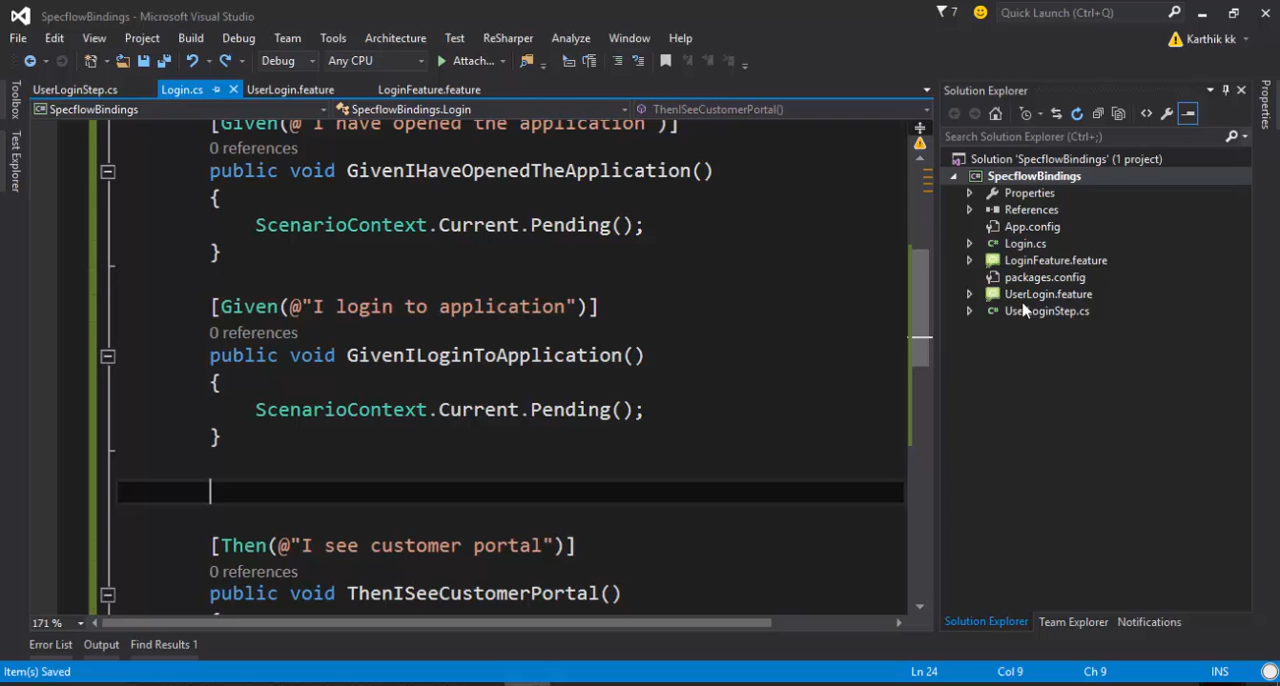 SpecflowBindings - Microsoft Visual Studio
7
Quick Launch (Ctrl+Q)
File Edit View Project Build Debug Team Tools Architecture Test ReSharper Analyze Window Help
Karthik kk
Debug Any CPU Attach...
Toolbox
Test Explorer
UserLoginStep.cs Login.cs UserLogin.feature LoginFeature.feature
SpecflowBindings SpecflowBindings.Login ThenISeeCustomerPortal()
[Given(@"I have opened the application")]
0 references
public void GivenIHaveOpenedTheApplication()
{
ScenarioContext.Current.Pending();
}
[Given(@"I login to application")]
0 references
public void GivenILoginToApplication()
{
ScenarioContext.Current.Pending();
}
[Then(@"I see customer portal")]
0 references
public void ThenISeeCustomerPortal()
{
171 %
Solution Explorer
Search Solution Explorer (Ctrl+;)
Solution 'SpecflowBindings' (1 project)
SpecflowBindings
Properties
References
App.config
Login.cs
LoginFeature.feature
packages.config
UserLogin.feature
UserLoginStep.cs
Solution Explorer Team Explorer Notifications
Properties
Error List Output Find Results 1
Item(s) Saved Ln 24 Col 9 Ch 9 INS